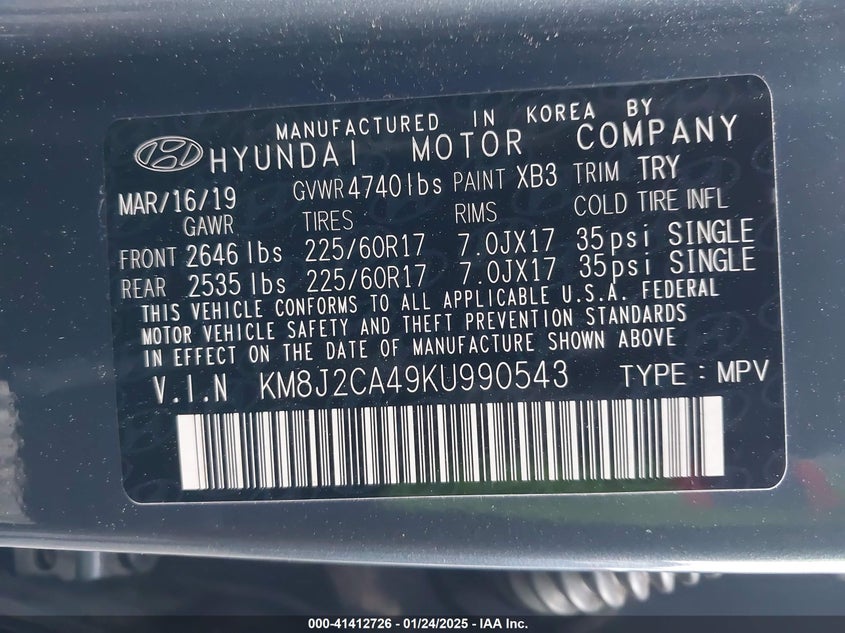 MANUFACTURED IN KOREA BY
HYUNDAI MOTOR COMPANY
MAR/16/19 GVWR 4740lbs PAINT XB3 TRIM TRY
GAWR TIRES RIMS COLD TIRE INFL
FRONT 2646 lbs 225/60R17 7.0JX17 35psi SINGLE
REAR 2535 lbs 225/60R17 7.0JX17 35psi SINGLE
THIS VEHICLE CONFORMS TO ALL APPLICABLE U.S.A. FEDERAL
MOTOR VEHICLE SAFETY AND THEFT PREVENTION STANDARDS
IN EFFECT ON THE DATE OF MANUFACTURE SHOWN ABOVE
V.I.N KM8J2CA49KU990543 TYPE : MPV
000-41412726 - 01/24/2025 - IAA Inc.